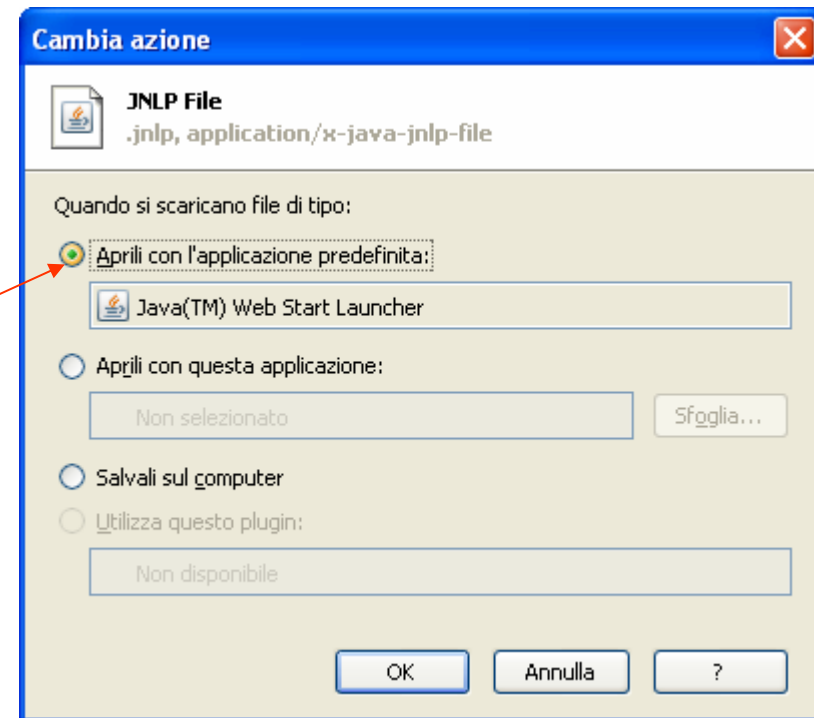 Cambia azione
JNLP File
.jnlp, application/x-java-jnlp-file
Quando si scaricano file di tipo:
Aprili con l'applicazione predefinita:
Java(TM) Web Start Launcher
Aprili con questa applicazione:
Non selezionato
Sfoglia...
Salvali sul computer
Utilizza questo plugin:
Non disponibile
OK
Annulla
?